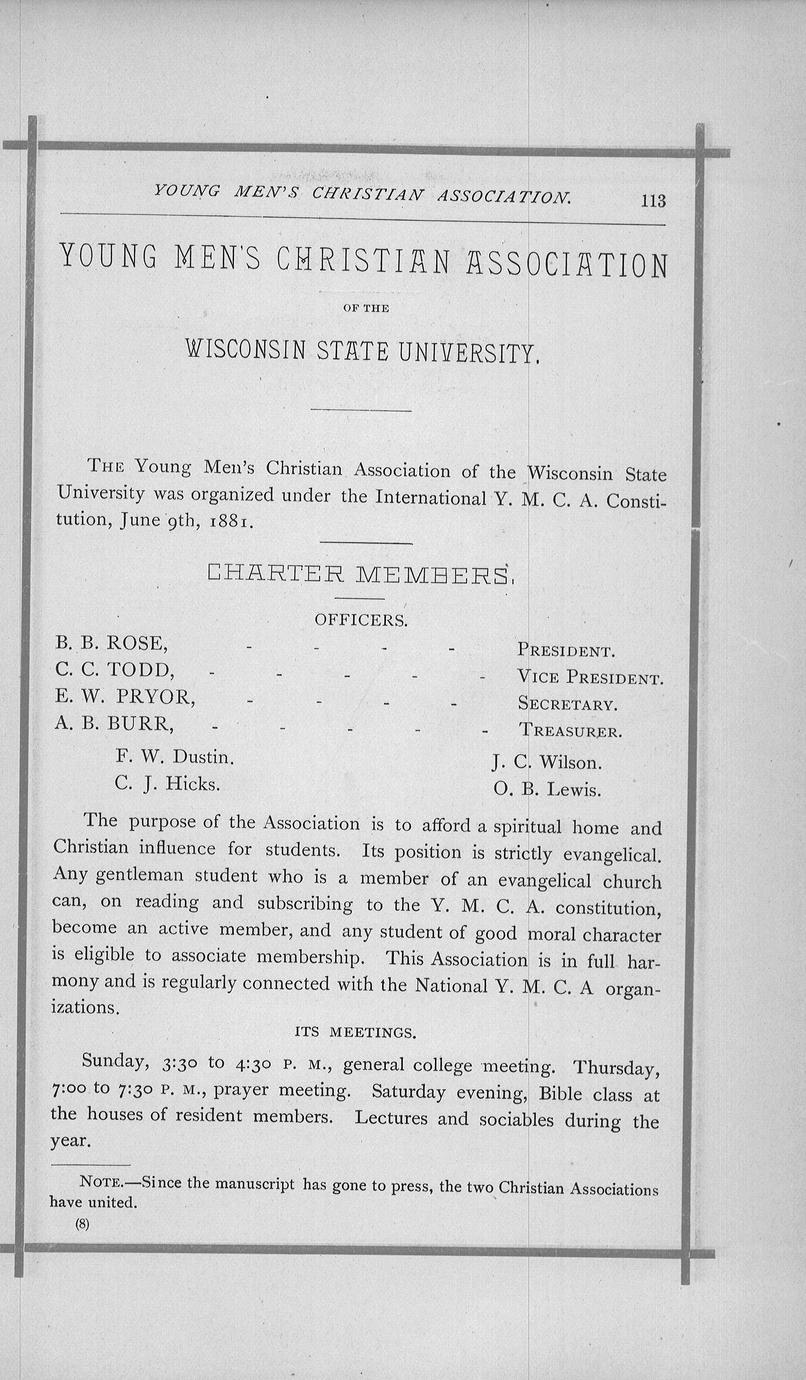 YOUNG MEN'S CHRISTIAN ASSOCIATION. 113
YOUNG MEN'S CHRISTIAN ASSOCIATION
OF THE
WISCONSIN STATE UNIVERSITY.
THE Young Men's Christian Association of the Wisconsin State
University was organized under the International Y. M. C. A. Consti-
tution, June 9th, 1881.
CHARTER MEMBERS.
OFFICERS.
B. B. ROSE, - - - - PRESIDENT.
C. C. TODD, - - - - - VICE PRESIDENT.
E. W. PRYOR, - - - - SECRETARY.
A. B. BURR, - - - - - TREASURER.
F. W. Dustin. J. C. Wilson.
C. J. Hicks. O. B. Lewis.
The purpose of the Association is to afford a spiritual home and
Christian influence for students. Its position is strictly evangelical.
Any gentleman student who is a member of an evangelical church
can, on reading and subscribing to the Y. M. C. A. constitution,
become an active member, and any student of good moral character
is eligible to associate membership. This Association is in full har-
mony and is regularly connected with the National Y. M. C. A organ-
izations.
ITS MEETINGS.
Sunday, 3:30 to 4:30 P. M., general college meeting. Thursday,
7:00 to 7:30 P. M., prayer meeting. Saturday evening, Bible class at
the houses of resident members. Lectures and sociables during the
year.
NOTE.—Since the manuscript has gone to press, the two Christian Associations
have united.
(8)